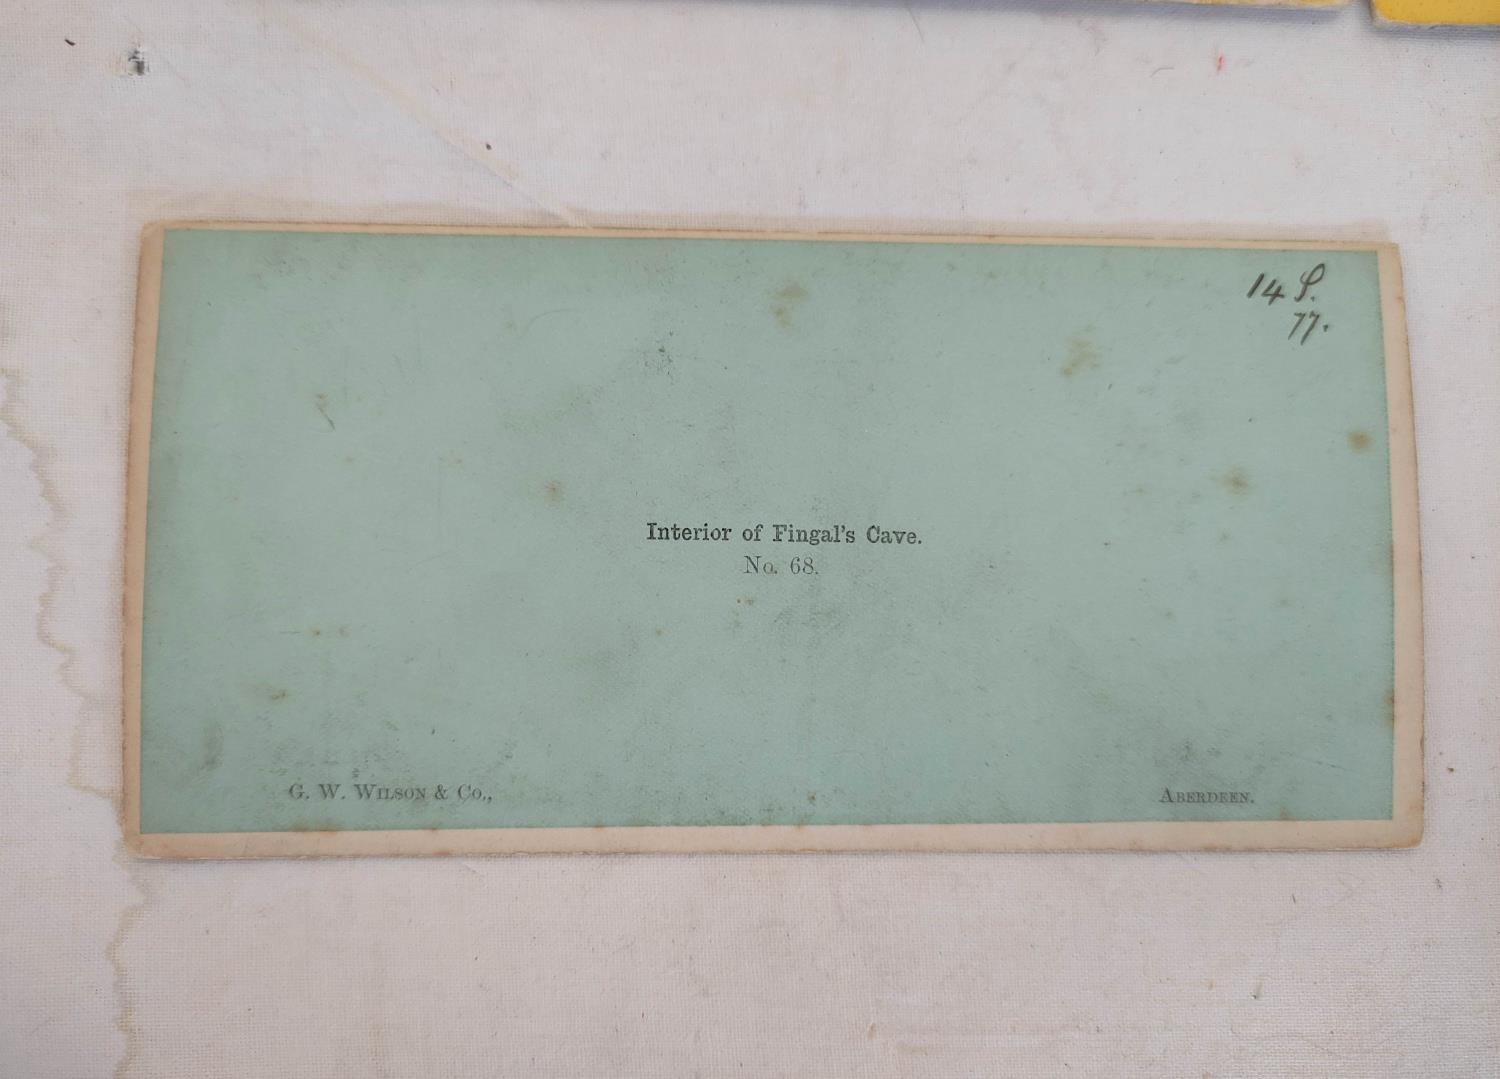 14 S.
77.
Interior of Fingal's Cave.
No. 68.
G. W. Wilson & Co., Aberdeen.